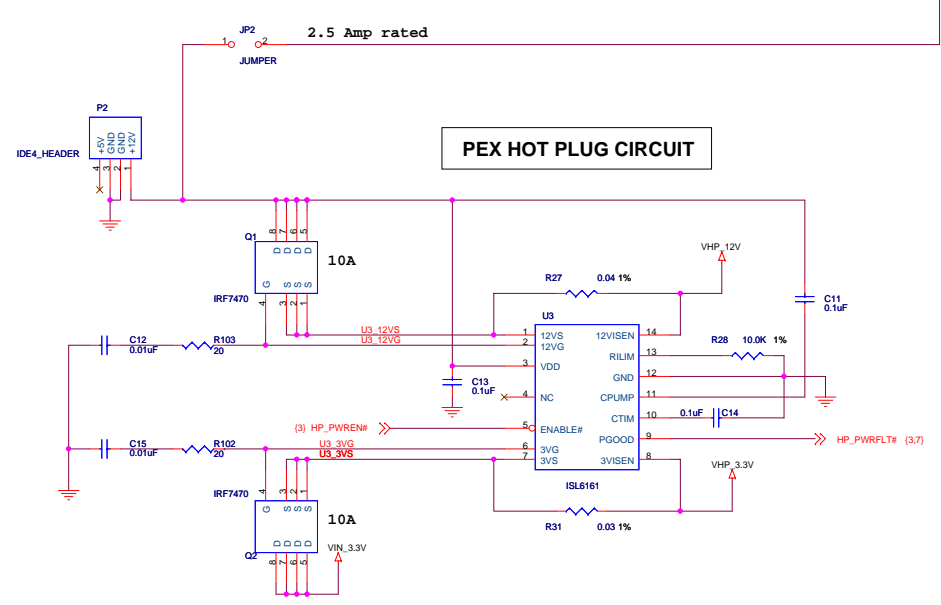 JP2
2.5 Amp rated
1
2
JUMPER
P2
IDE4_HEADER
+5V
GND
GND
+12V
4
3
2
1
PEX HOT PLUG CIRCUIT
Q1
8
7
6
5
D
D
D
D
10A
G
S
S
S
IRF7470
4
3
2
1
VHP_12V
R27
0.04 1%
C11
0.1uF
U3
U3_12VS
1
12VS
12VISEN
14
U3_12VG
2
12VG
C12
0.01uF
R103
20
R28
10.0K
1%
RILIM
13
3
VDD
GND
12
C13
0.1uF
4
NC
CPUMP
11
CTIM
10
0.1uF
C14
{3}
HP_PWREN#
5
ENABLE#
PGOOD
9
HP_PWRFLT#
{3,7}
C15
0.01uF
R102
20
U3_3VG
6
3VG
U3_3VS
7
3VS
3VISEN
8
VHP_3.3V
ISL6161
IRF7470
4
3
2
1
G
S
S
S
10A
R31
0.03 1%
D
D
D
D
Q2
8
7
6
5
VIN_3.3V